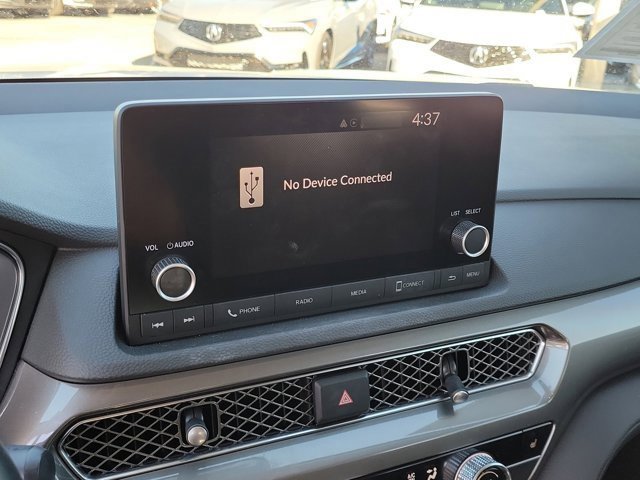 4:37
No Device Connected
LIST SELECT
VOL AUDIO
PHONE
RADIO
MEDIA
CONNECT
MENU
A/C